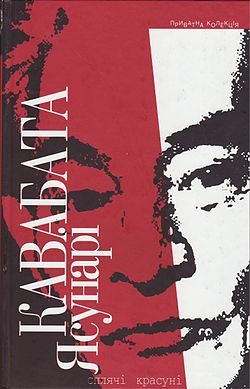 ПРИВАТНА КОЛЕКЦІЯ
КАВАБАТА
Ясунарі
сплячі красуні